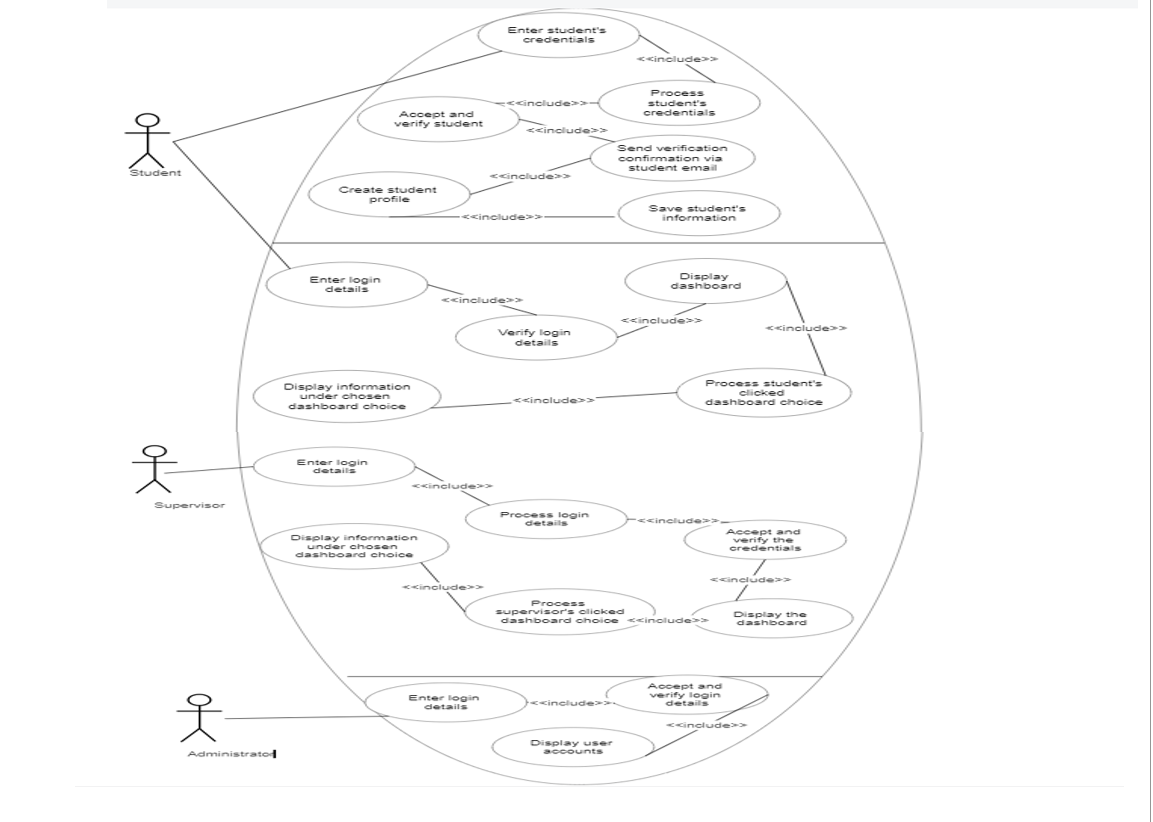 Enter student's
credentials
<<include>>
Process
student's
credentials
<<include>>
Accept and
verify student
<<include>>
Send verification
confirmation via
student email
<<include>>
Create student
profile
<<include>>
Save student's
information
Student
Enter login
details
<<include>>
Verify login
details
<<include>>
Display
dashboard
<<include>>
Process student's
clicked
dashboard choice
<<include>>
Display information
under chosen
dashboard choice
Supervisor
Enter login
details
<<include>>
Process login
details
<<include>>
Accept and
verify the
credentials
<<include>>
Display the
dashboard
<<include>>
Process
supervisor's clicked
dashboard choice
<<include>>
Display information
under chosen
dashboard choice
Administrator
Enter login
details
<<include>>
Accept and
verify login
details
<<include>>
Display user
accounts